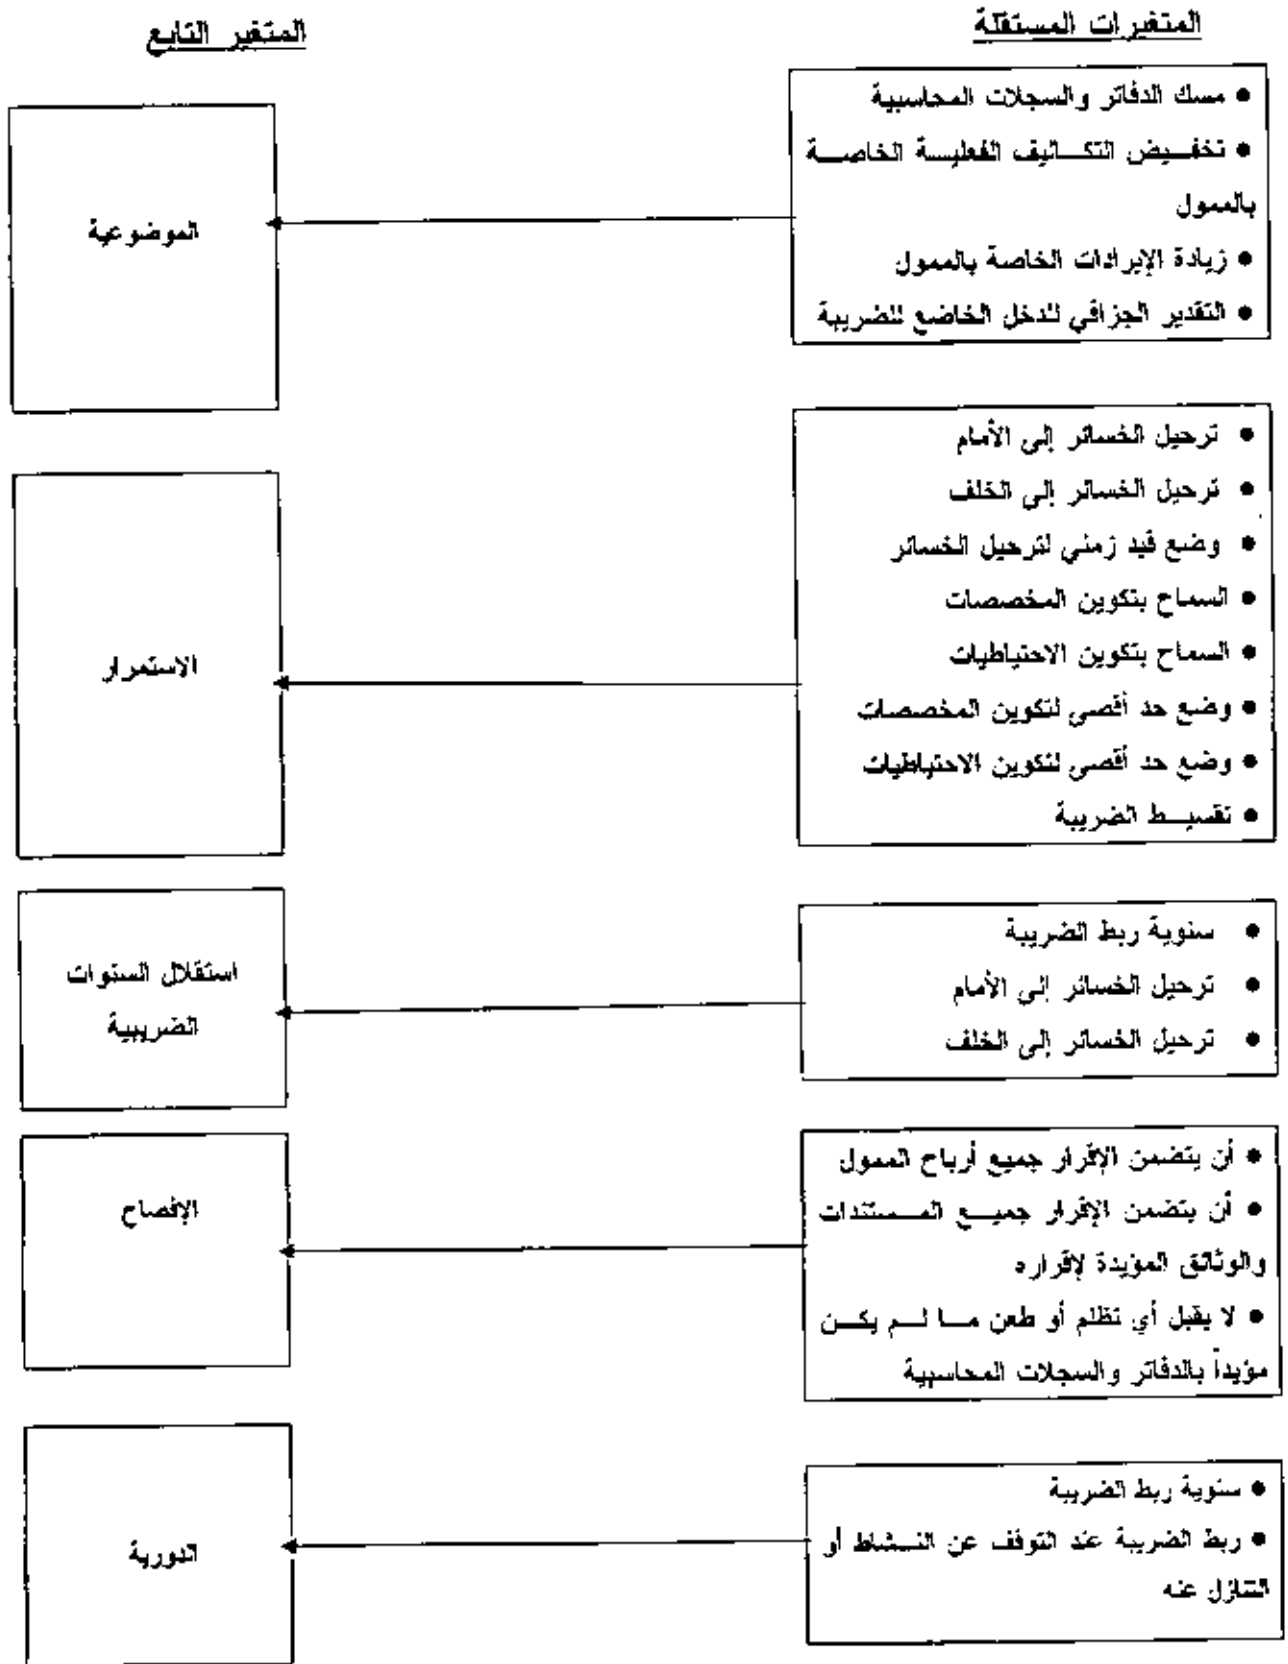 المتغيرات المستقلة
المتغير التابع
● مسك الدفاتر والسجلات المحاسبية
● تخفيض التكاليف الفعلية الخاصة
بالممول
● زيادة الإيرادات الخاصة بالممول
● التقدير الجزافي للدخل الخاضع للضريبة
الموضوعية
● ترحيل الخسائر إلى الأمام
● ترحيل الخسائر إلى الخلف
● وضع قيد زمني لترحيل الخسائر
● السماح بتكوين المخصصات
● السماح بتكوين الاحتياطيات
● وضع حد أقصى لتكوين المخصصات
● وضع حد أقصى لتكوين الاحتياطيات
● تقسيط الضريبة
الاستمرار
● سنوية ربط الضريبة
● ترحيل الخسائر إلى الأمام
● ترحيل الخسائر إلى الخلف
استقلال السنوات
الضريبية
● أن يتضمن الإقرار جميع أرباح الممول
● أن يتضمن الإقرار جميع المستندات
والوثائق المؤيدة لإقراره
● لا يقبل أي تظلم أو طعن ما لم يكن
مؤيداً بالدفاتر والسجلات المحاسبية
الإفصاح
● سنوية ربط الضريبة
● ربط الضريبة عند التوقف عن النشاط أو
التنازل عنه
الدورية